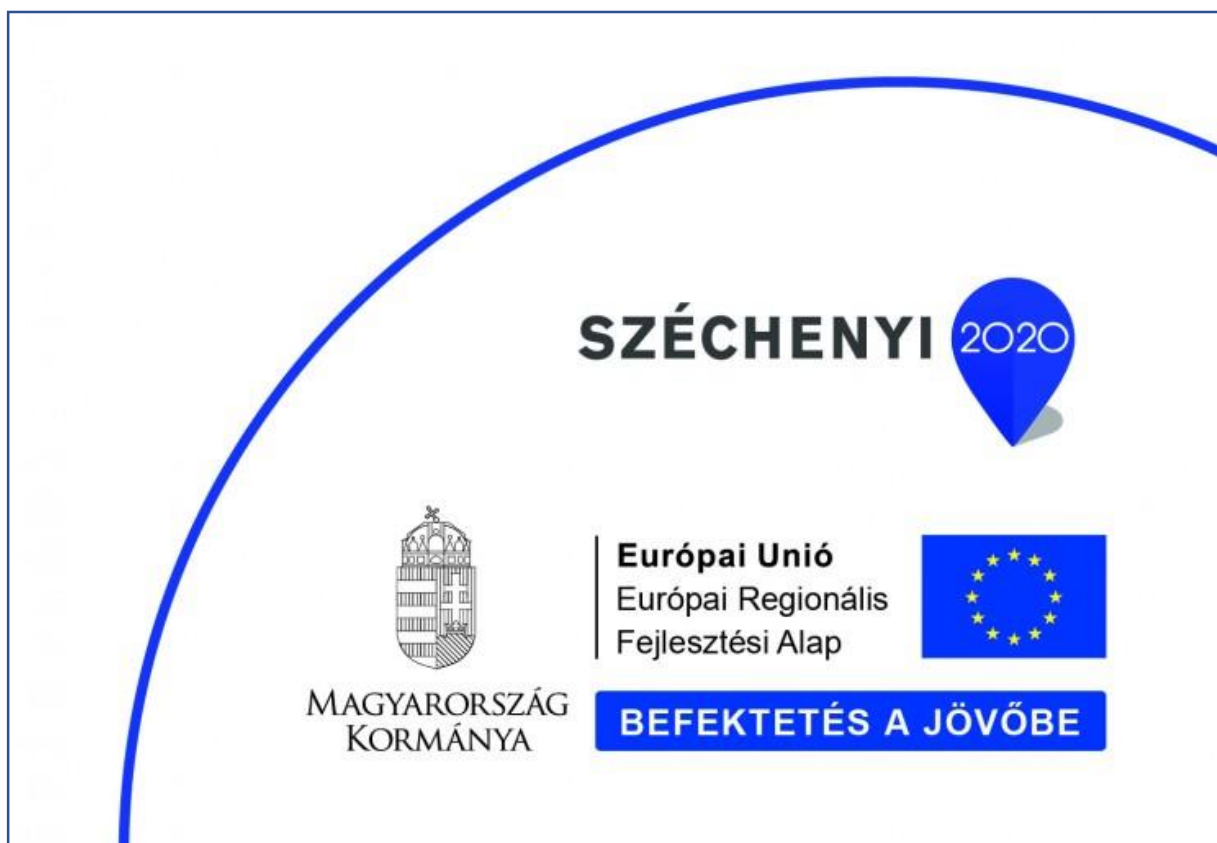 SZÉCHENYI 2020
Európai Unió
Európai Regionális
Fejlesztési Alap
MAGYARORSZÁG
KORMÁNYA
BEFEKTETÉS A JÖVŐBE